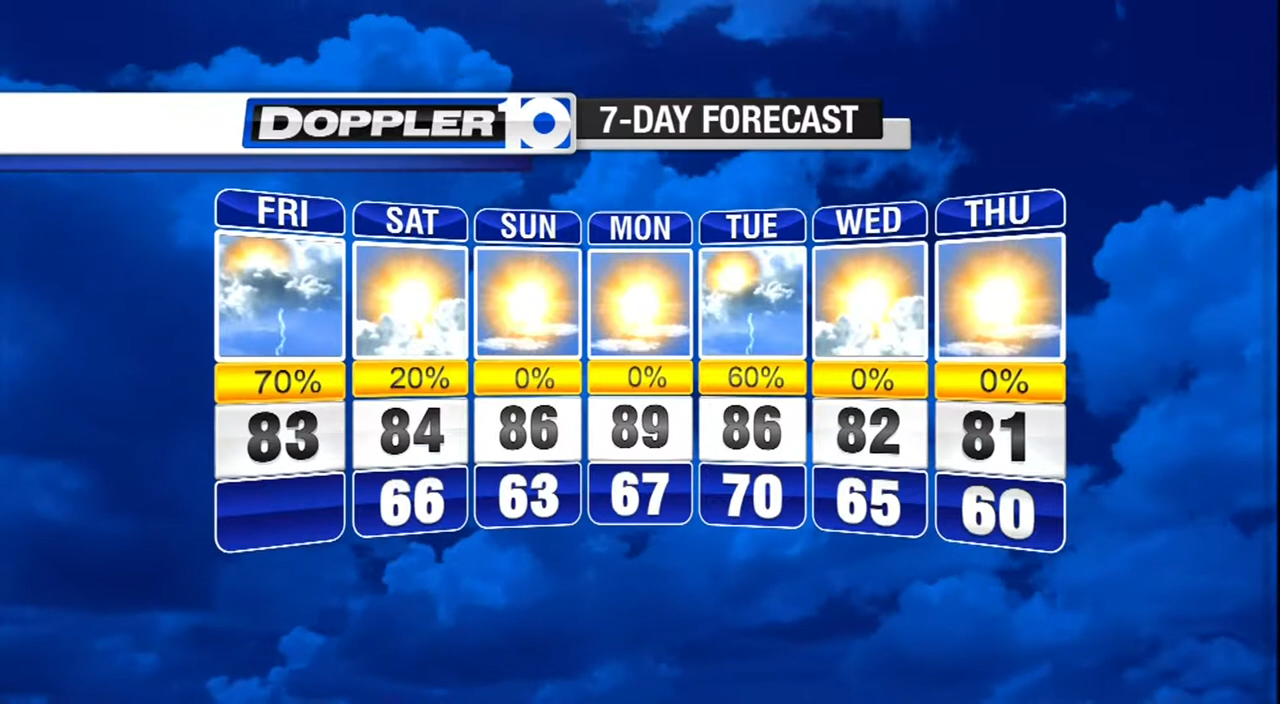 DOPPLER 10 7-DAY FORECAST
FRI SAT SUN MON TUE WED THU
70% 20% 0% 0% 60% 0% 0%
83 84 86 89 86 82 81
66 63 67 70 65 60